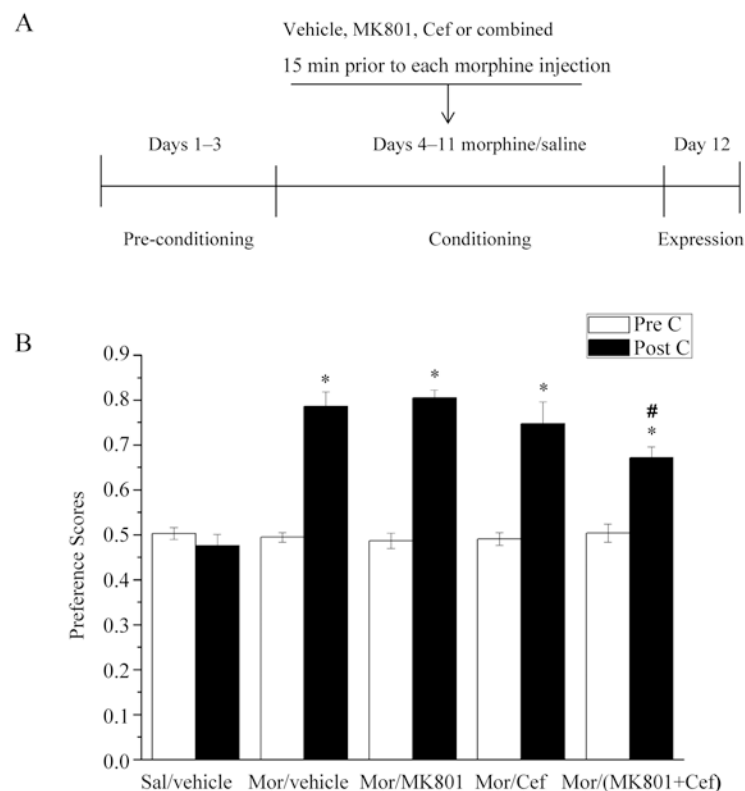 A
Vehicle, MK801, Cef or combined
15 min prior to each morphine injection
Days 1–3
Days 4–11 morphine/saline
Day 12
Pre-conditioning
Conditioning
Expression
B
Pre C
Post C
Preference Scores
0.9
0.8
0.7
0.6
0.5
0.4
0.3
0.2
0.1
0.0
*
*
*
#
*
Sal/vehicle
Mor/vehicle
Mor/MK801
Mor/Cef
Mor/(MK801+Cef)